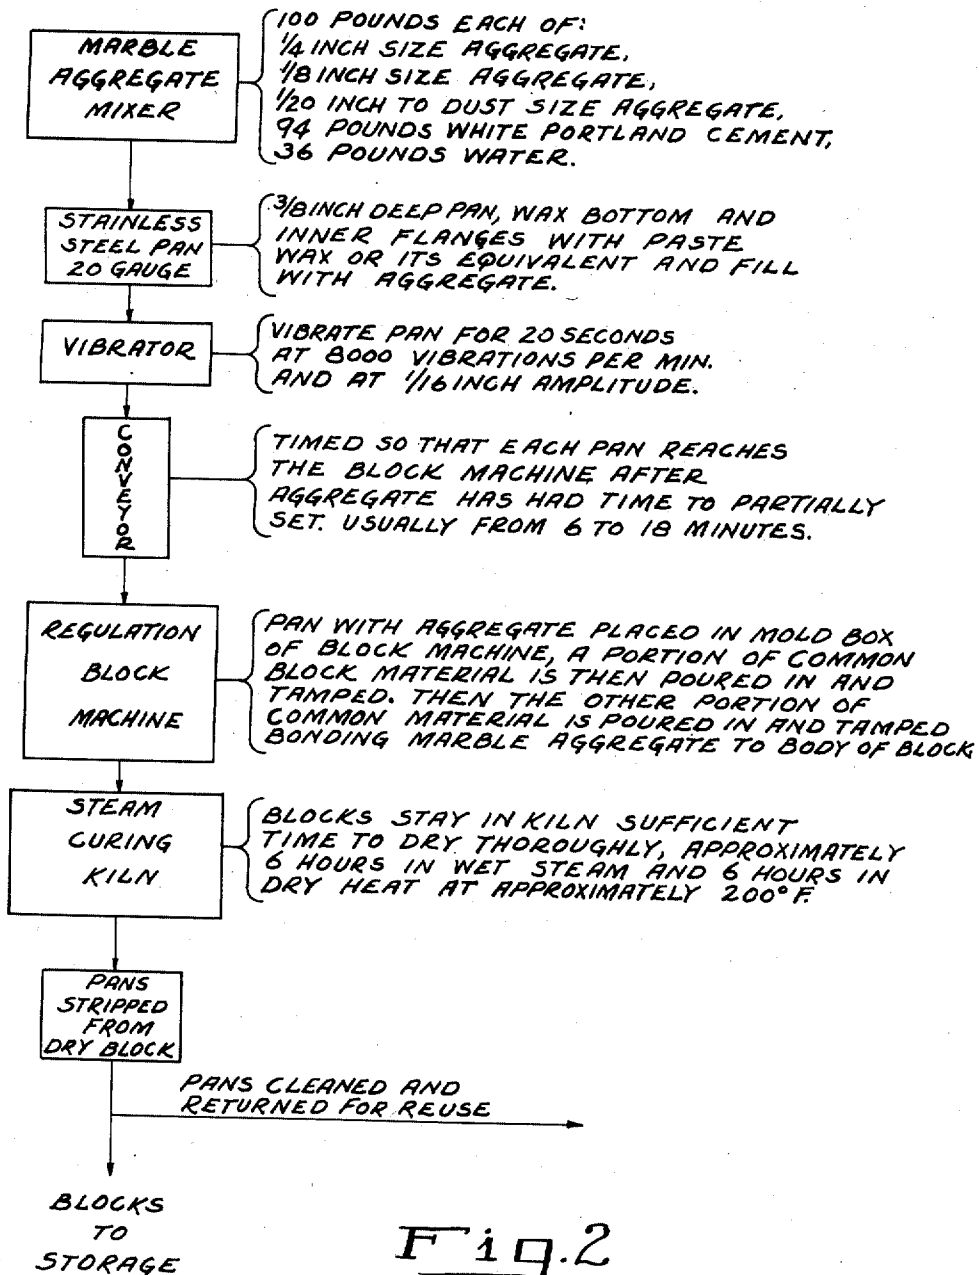 MARBLE
AGGREGATE
MIXER
100 POUNDS EACH OF:
1/4 INCH SIZE AGGREGATE,
1/8 INCH SIZE AGGREGATE,
1/20 INCH TO DUST SIZE AGGREGATE,
94 POUNDS WHITE PORTLAND CEMENT,
36 POUNDS WATER.
STAINLESS
STEEL PAN
20 GAUGE
3/8 INCH DEEP PAN, WAX BOTTOM AND
INNER FLANGES WITH PASTE
WAX OR ITS EQUIVALENT AND FILL
WITH AGGREGATE.
VIBRATOR
VIBRATE PAN FOR 20 SECONDS
AT 8000 VIBRATIONS PER MIN.
AND AT 1/16 INCH AMPLITUDE.
CONVEYOR
TIMED SO THAT EACH PAN REACHES
THE BLOCK MACHINE AFTER
AGGREGATE HAS HAD TIME TO PARTIALLY
SET. USUALLY FROM 6 TO 18 MINUTES.
REGULATION
BLOCK
MACHINE
PAN WITH AGGREGATE PLACED IN MOLD BOX
OF BLOCK MACHINE, A PORTION OF COMMON
BLOCK MATERIAL IS THEN POURED IN AND
TAMPED. THEN THE OTHER PORTION OF
COMMON MATERIAL IS POURED IN AND TAMPED
BONDING MARBLE AGGREGATE TO BODY OF BLOCK
STEAM
CURING
KILN
BLOCKS STAY IN KILN SUFFICIENT
TIME TO DRY THOROUGHLY, APPROXIMATELY
6 HOURS IN WET STEAM AND 6 HOURS IN
DRY HEAT AT APPROXIMATELY 200° F.
PANS
STRIPPED
FROM
DRY BLOCK
PANS CLEANED AND
RETURNED FOR REUSE
BLOCKS
TO
STORAGE
Fig. 2